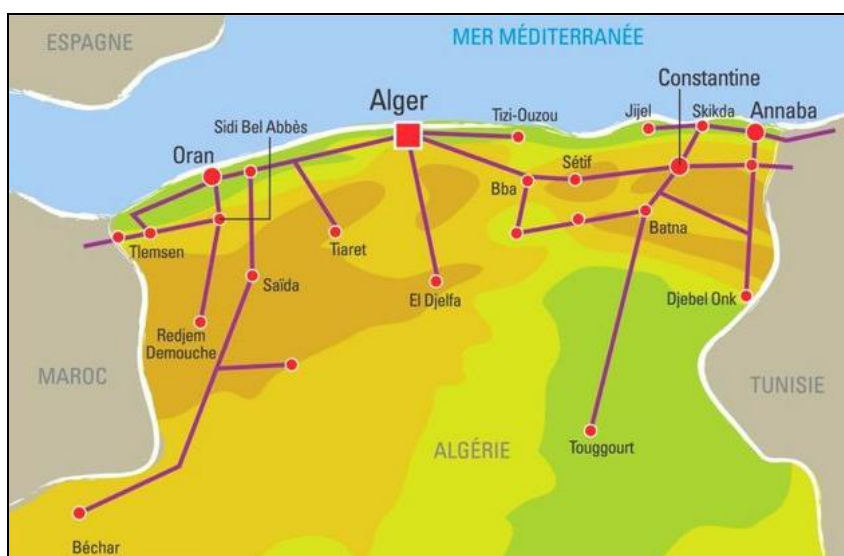 ESPAGNE
MER MÉDITERRANÉE
Constantine
Alger
Tizi-Ouzou
Jijel
Skikda
Annaba
Sidi Bel Abbès
Oran
Sétif
Bba
Tlemsen
Tiaret
Batna
Saïda
El Djelfa
Djebel Onk
Redjem
Demouche
MAROC
TUNISIE
ALGÉRIE
Touggourt
Béchar